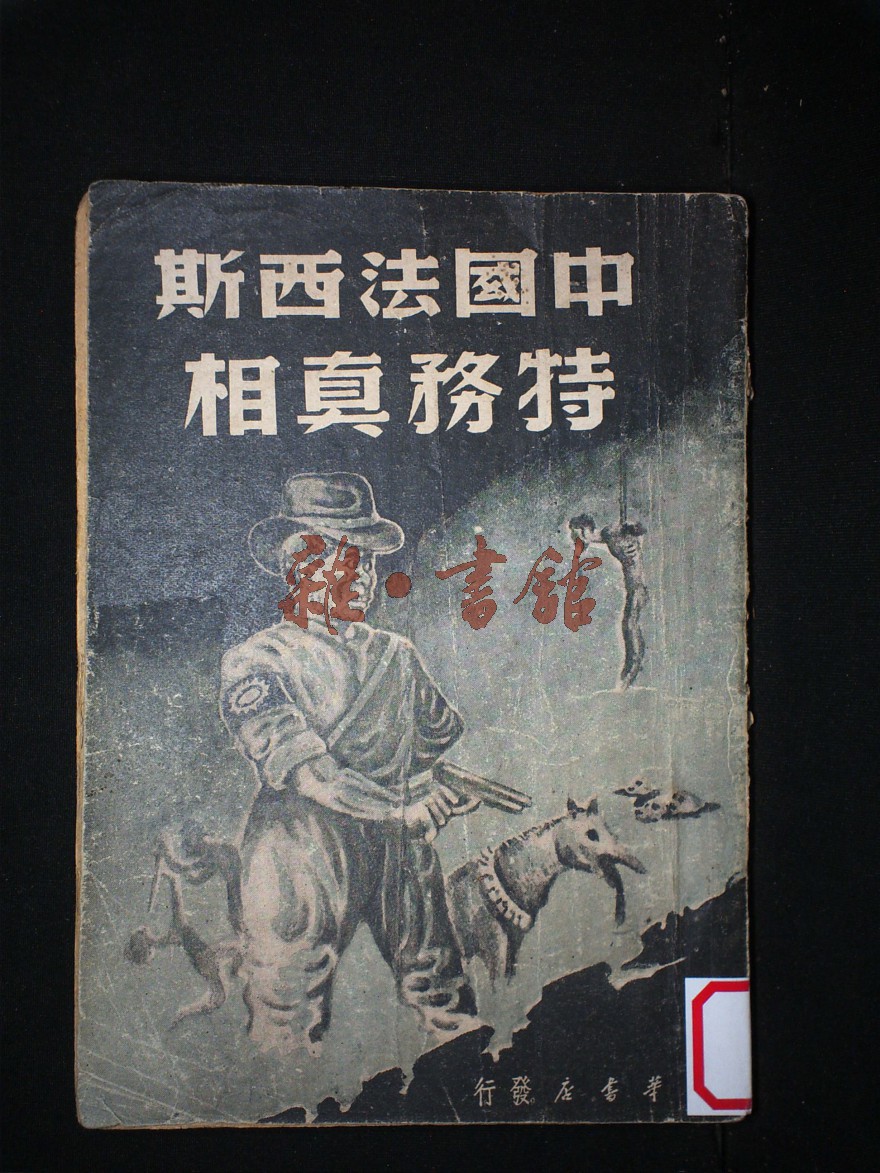 中國法西斯
特務真相
雜·書館
華書店發行